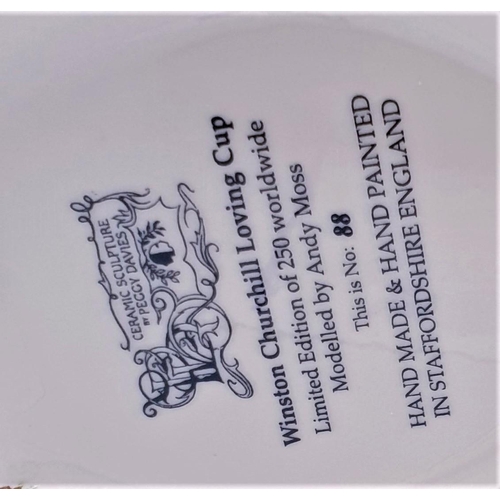 CERAMIC SCULPTURE
BY PEGGY DAVIES
Winston Churchill Loving Cup
Limited Edition of 250 worldwide
Modelled by Andy Moss
This is No: 88
HAND MADE & HAND PAINTED
IN STAFFORDSHIRE ENGLAND